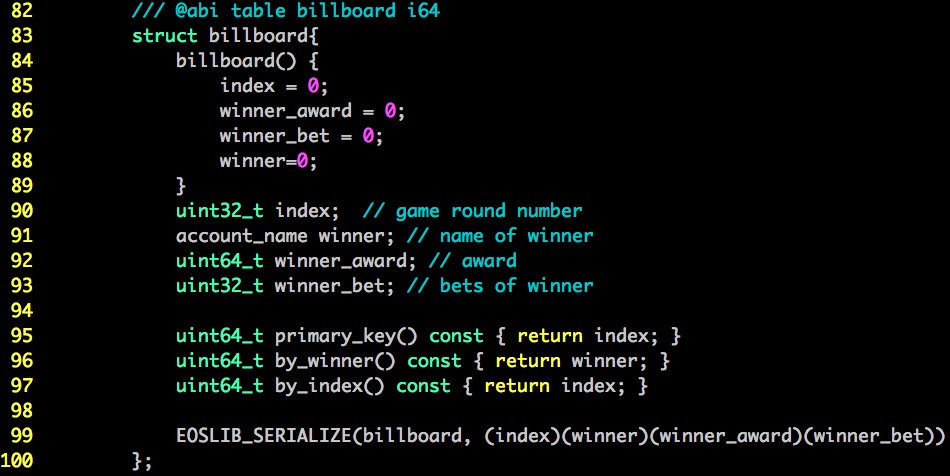 82         /// @abi table billboard i64
83         struct billboard{
84             billboard() {
85                 index = 0;
86                 winner_award = 0;
87                 winner_bet = 0;
88                 winner=0;
89             }
90             uint32_t index;  // game round number
91             account_name winner; // name of winner
92             uint64_t winner_award; // award
93             uint32_t winner_bet; // bets of winner
94
95             uint64_t primary_key() const { return index; }
96             uint64_t by_winner() const { return winner; }
97             uint64_t by_index() const { return index; }
98
99             EOSLIB_SERIALIZE(billboard, (index)(winner)(winner_award)(winner_bet))
100         };